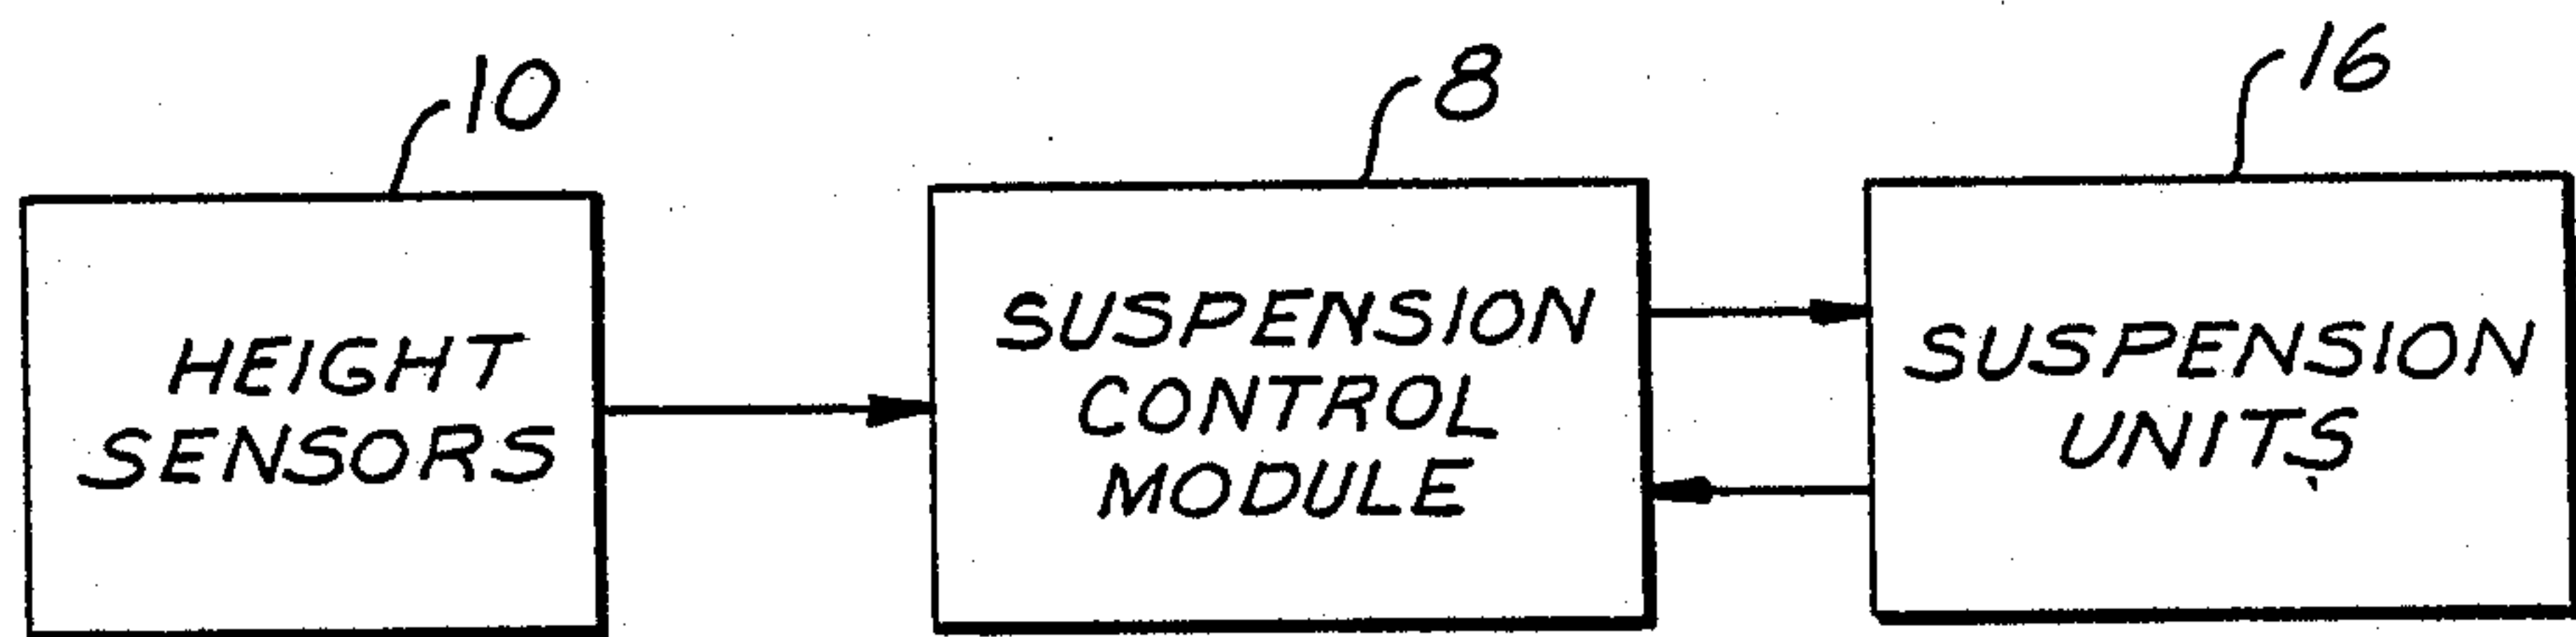 10
8
16
HEIGHT
SENSORS
SUSPENSION
CONTROL
MODULE
SUSPENSION
UNITS